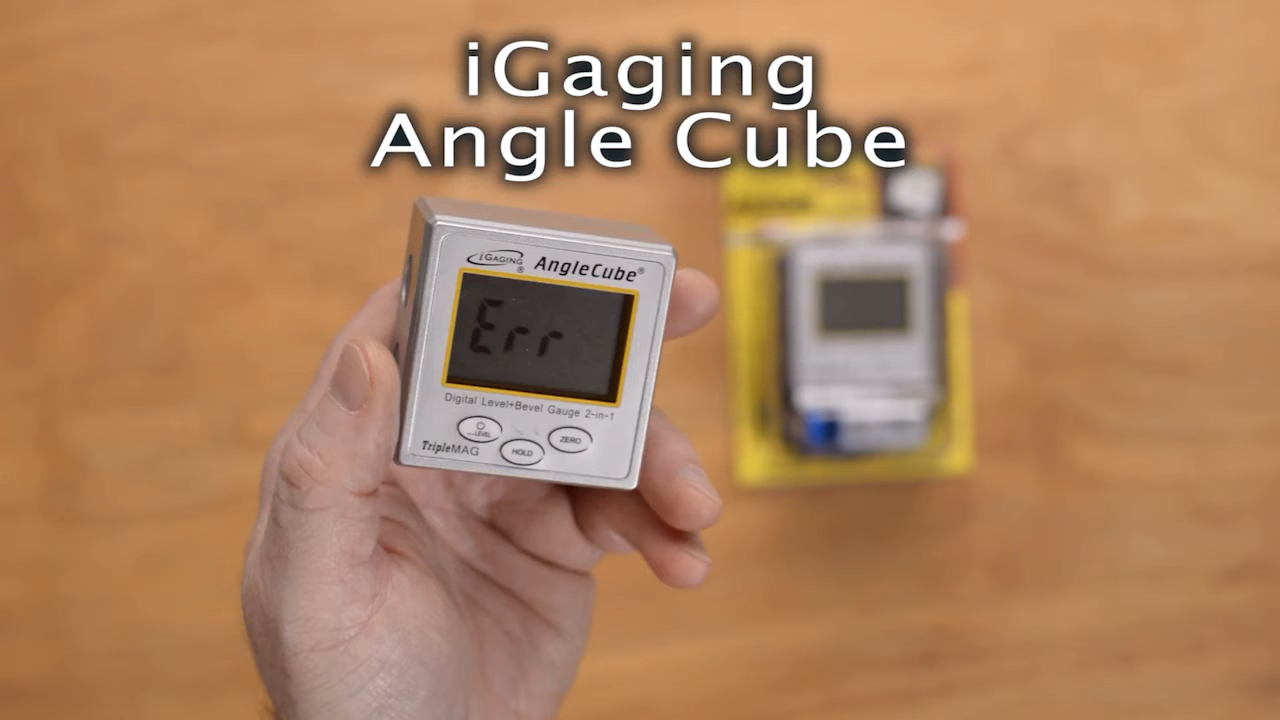 iGaging
Angle Cube
iGAGING® AngleCube®
Err
Digital Level+Bevel Gauge 2-in-1
LEVEL HOLD ZERO
TripleMAG